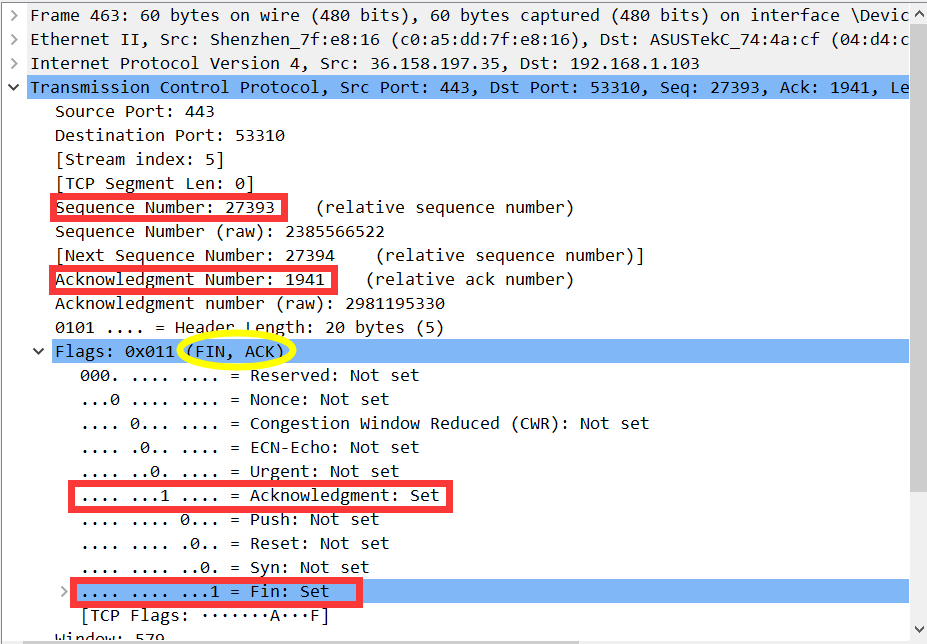 Frame 463: 60 bytes on wire (480 bits), 60 bytes captured (480 bits) on interface \Devic
Ethernet II, Src: Shenzhen_7f:e8:16 (c0:a5:dd:7f:e8:16), Dst: ASUSTekC_74:4a:cf (04:d4:c
Internet Protocol Version 4, Src: 36.158.197.35, Dst: 192.168.1.103
Transmission Control Protocol, Src Port: 443, Dst Port: 53310, Seq: 27393, Ack: 1941, Le
Source Port: 443
Destination Port: 53310
[Stream index: 5]
[TCP Segment Len: 0]
Sequence Number: 27393    (relative sequence number)
Sequence Number (raw): 2385566522
[Next Sequence Number: 27394    (relative sequence number)]
Acknowledgment Number: 1941    (relative ack number)
Acknowledgment number (raw): 2981195330
0101 .... = Header Length: 20 bytes (5)
Flags: 0x011 (FIN, ACK)
000. .... .... = Reserved: Not set
...0 .... .... = Nonce: Not set
.... 0... .... = Congestion Window Reduced (CWR): Not set
.... .0.. .... = ECN-Echo: Not set
.... ..0. .... = Urgent: Not set
.... ...1 .... = Acknowledgment: Set
.... .... 0... = Push: Not set
.... .... .0.. = Reset: Not set
.... .... ..0. = Syn: Not set
.... .... ...1 = Fin: Set
[TCP Flags: ·······A···F]
Window: 579